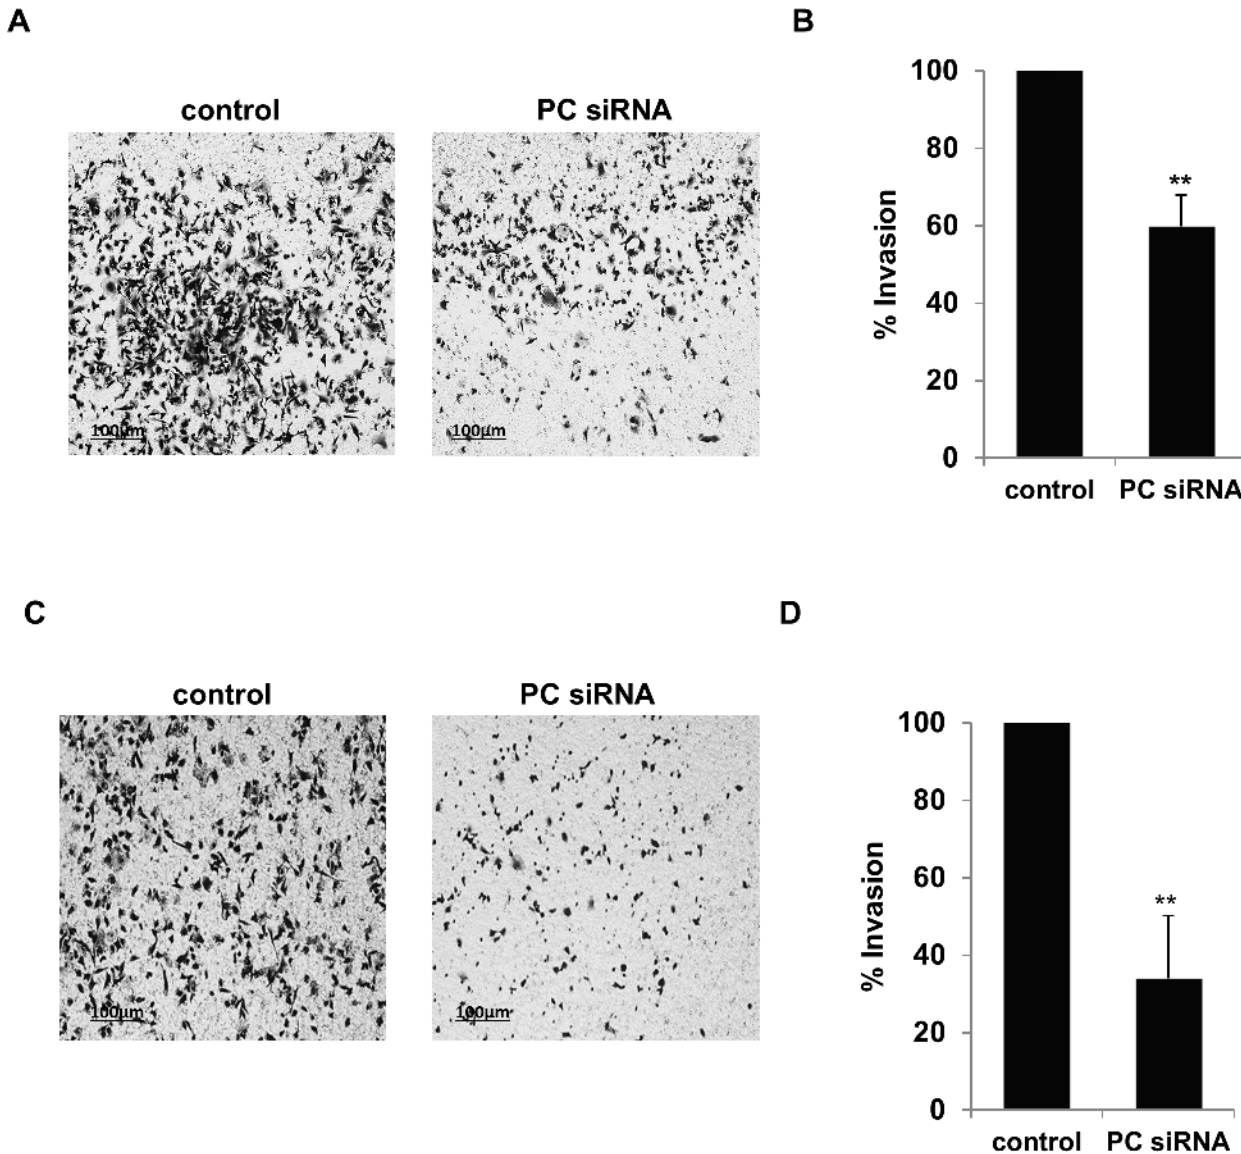 A
B
control
PC siRNA
100μm
100μm
% Invasion
100
80
60
40
20
0
**
control
PC siRNA
C
D
control
PC siRNA
100μm
100μm
% Invasion
100
80
60
40
20
0
**
control
PC siRNA